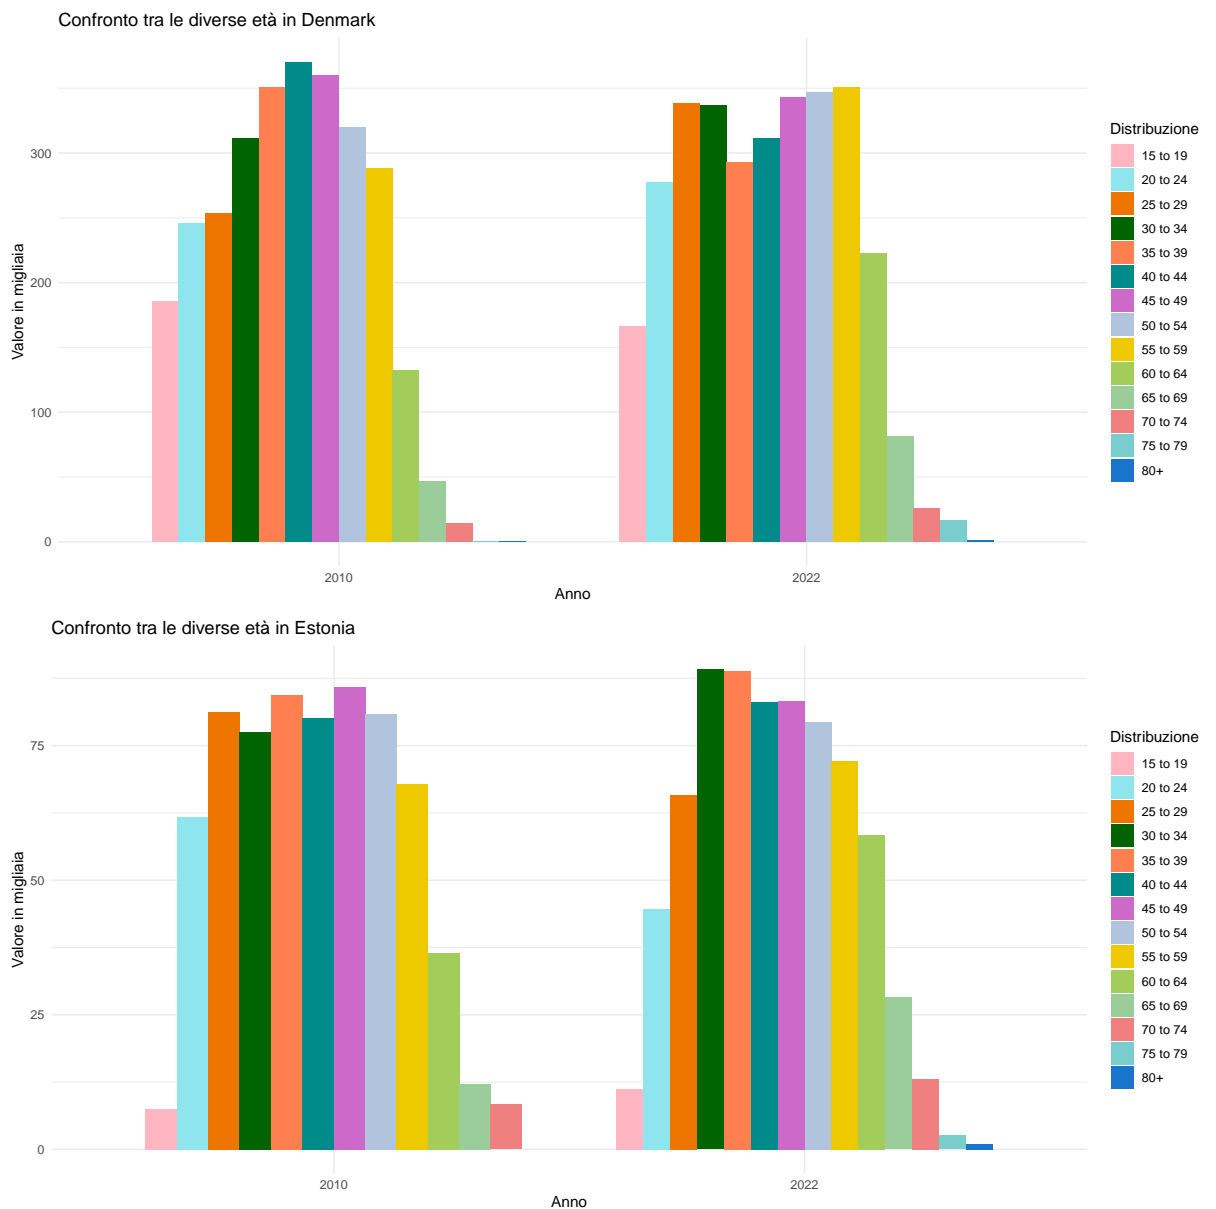 Confronto tra le diverse età in Denmark
Valore in migliaia
300
200
100
0
2010
2022
Anno
Distribuzione
15 to 19
20 to 24
25 to 29
30 to 34
35 to 39
40 to 44
45 to 49
50 to 54
55 to 59
60 to 64
65 to 69
70 to 74
75 to 79
80+
Confronto tra le diverse età in Estonia
Valore in migliaia
75
50
25
0
2010
2022
Anno
Distribuzione
15 to 19
20 to 24
25 to 29
30 to 34
35 to 39
40 to 44
45 to 49
50 to 54
55 to 59
60 to 64
65 to 69
70 to 74
75 to 79
80+